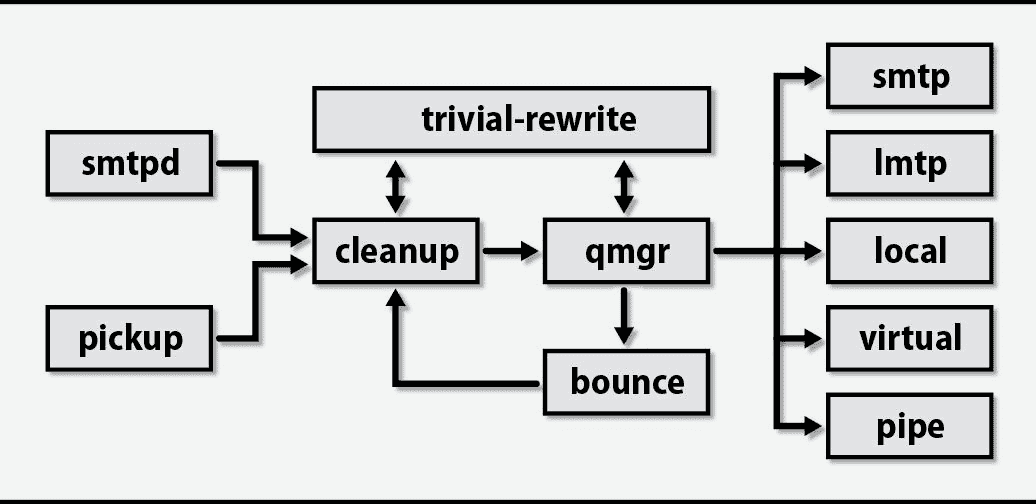 smtpd
pickup
trivial-rewrite
cleanup
qmgr
bounce
smtp
lmtp
local
virtual
pipe